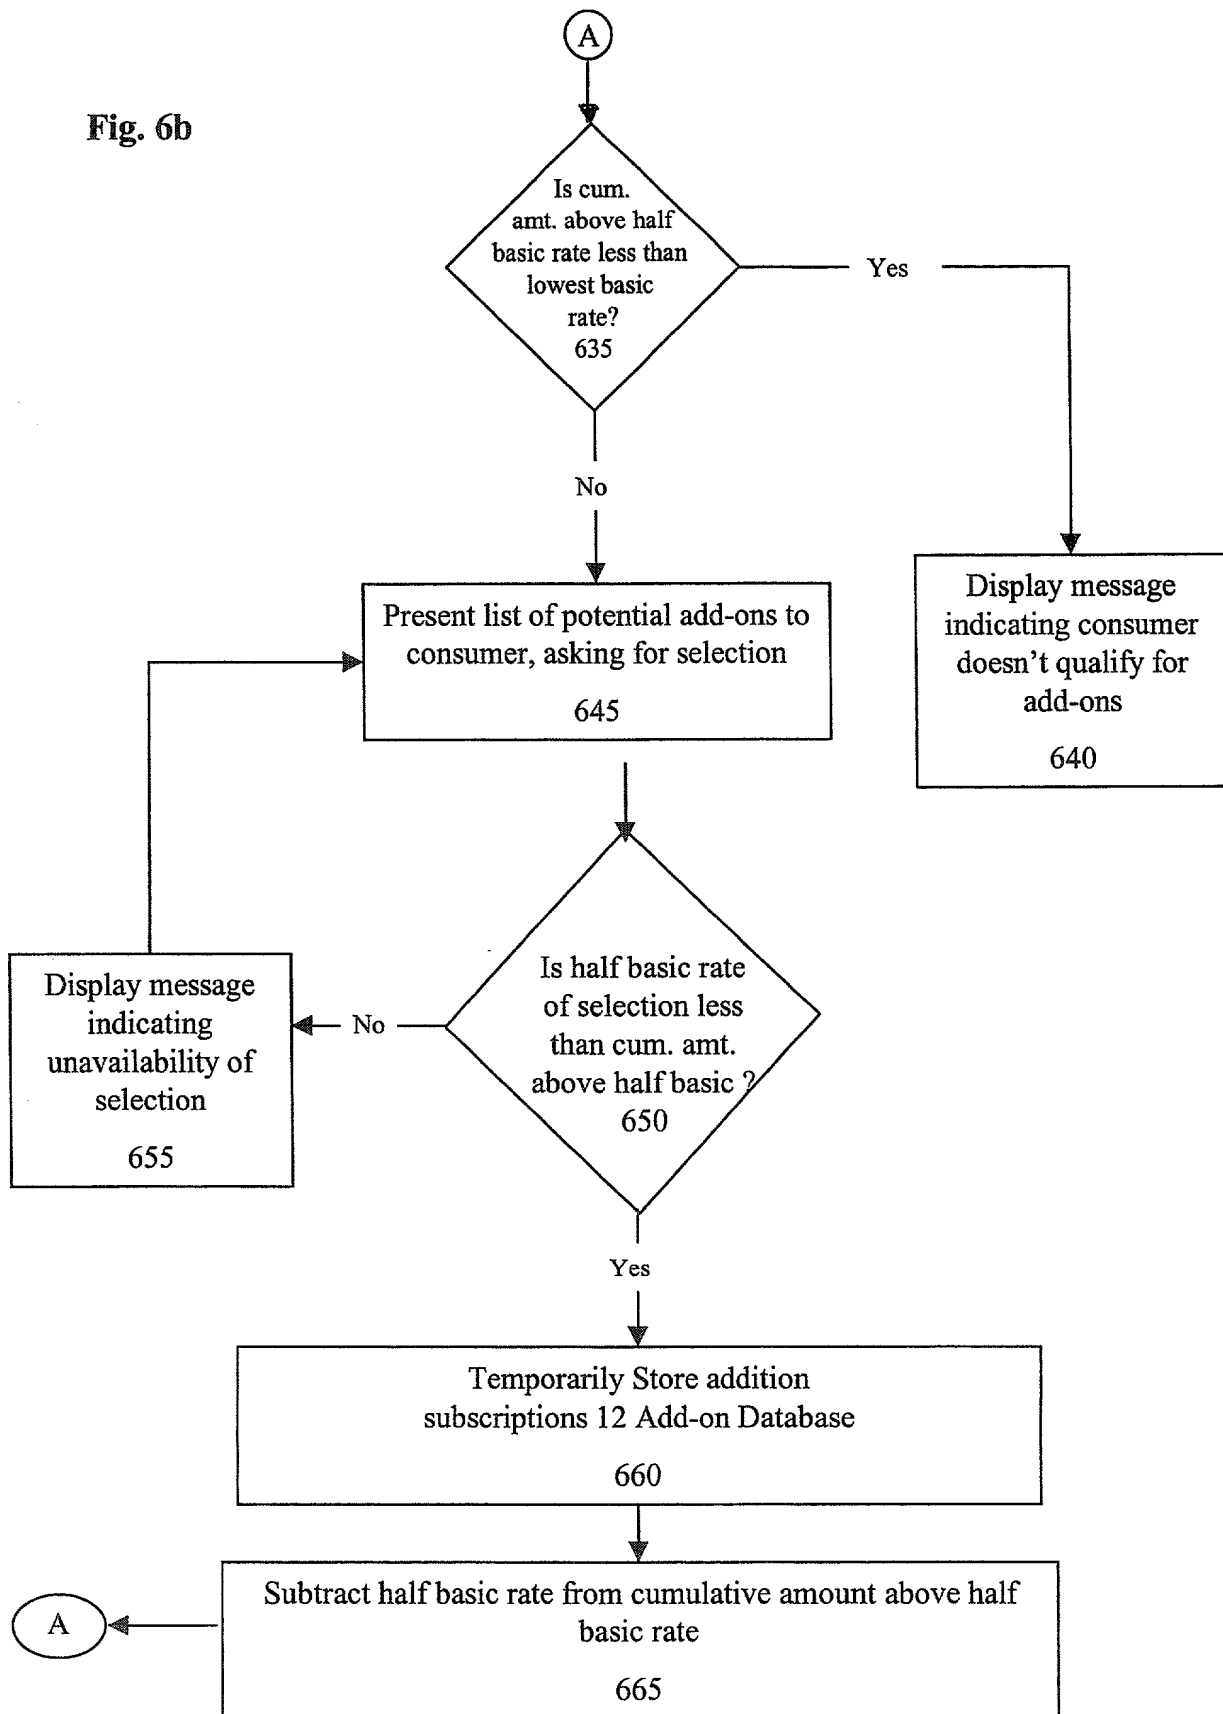 A
Fig. 6b
Is cum.
amt. above half
basic rate less than
lowest basic
rate?
635
Yes
No
Present list of potential add-ons to
consumer, asking for selection
645
Display message
indicating consumer
doesn't qualify for
add-ons
640
Is half basic rate
of selection less
than cum. amt.
above half basic ?
650
No
Display message
indicating
unavailability of
selection
655
Yes
Temporarily Store addition
subscriptions 12 Add-on Database
660
Subtract half basic rate from cumulative amount above half
basic rate
665
A